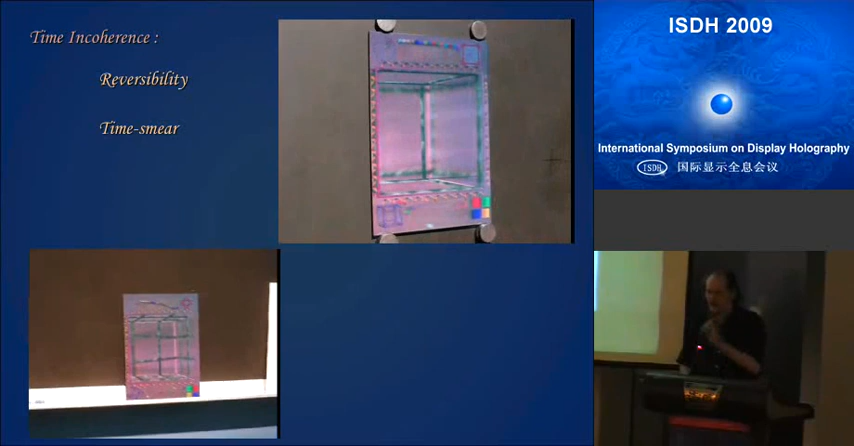 Time Incoherence :
Reversibility
Time-smear
ISDH 2009
International Symposium on Display Holography
ISDH 国际显示全息会议